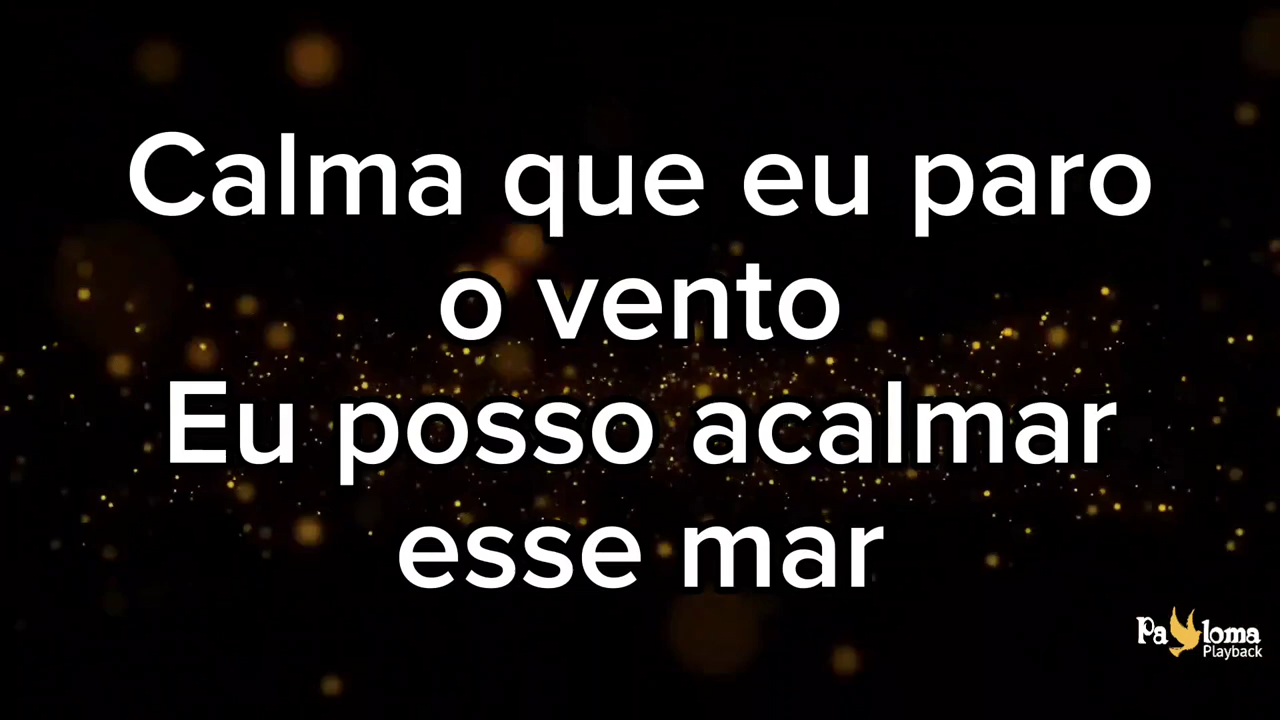 Calma que eu paro
o vento
Eu posso acalmar
esse mar
Paloma
Playback